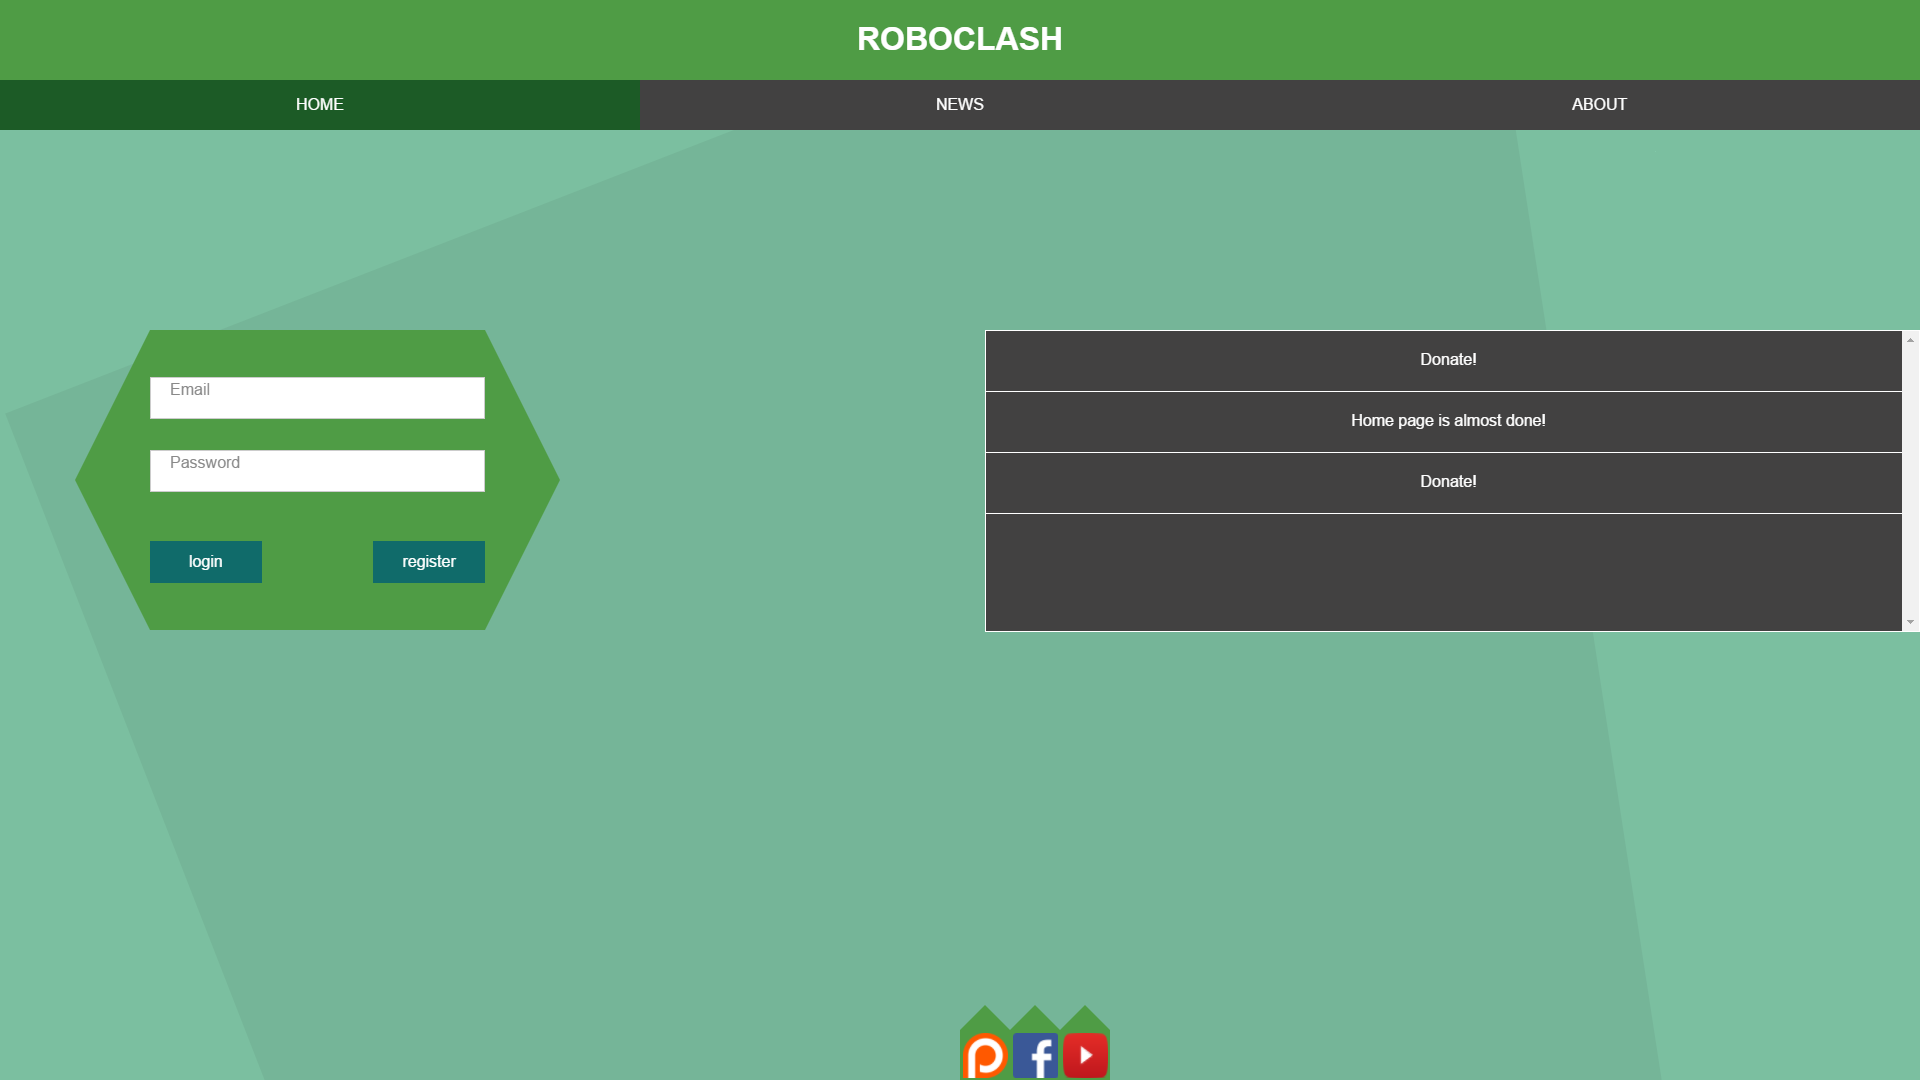 ROBOCLASH
HOME
NEWS
ABOUT
Email
Password
login
register
Donate!
Home page is almost done!
Donate!